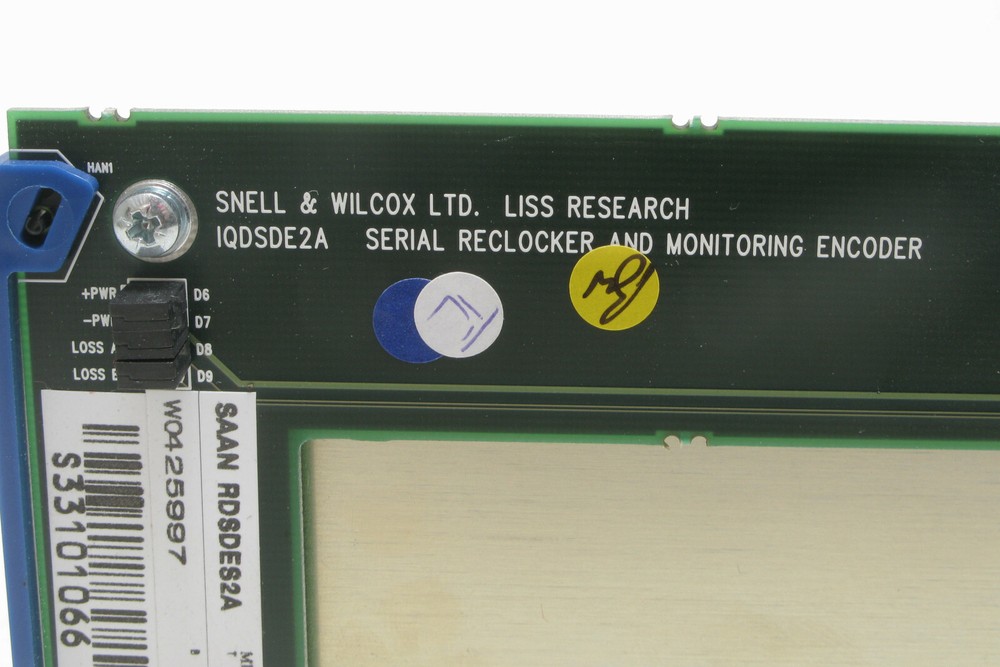 HAN1
SNELL & WILCOX LTD. LISS RESEARCH
IQDSDE2A SERIAL RECLOCKER AND MONITORING ENCODER
+PWR D6
-PW D7
LOSS A D8
LOSS B D9
SAAN RDSDES2A
W0425997
S33101066